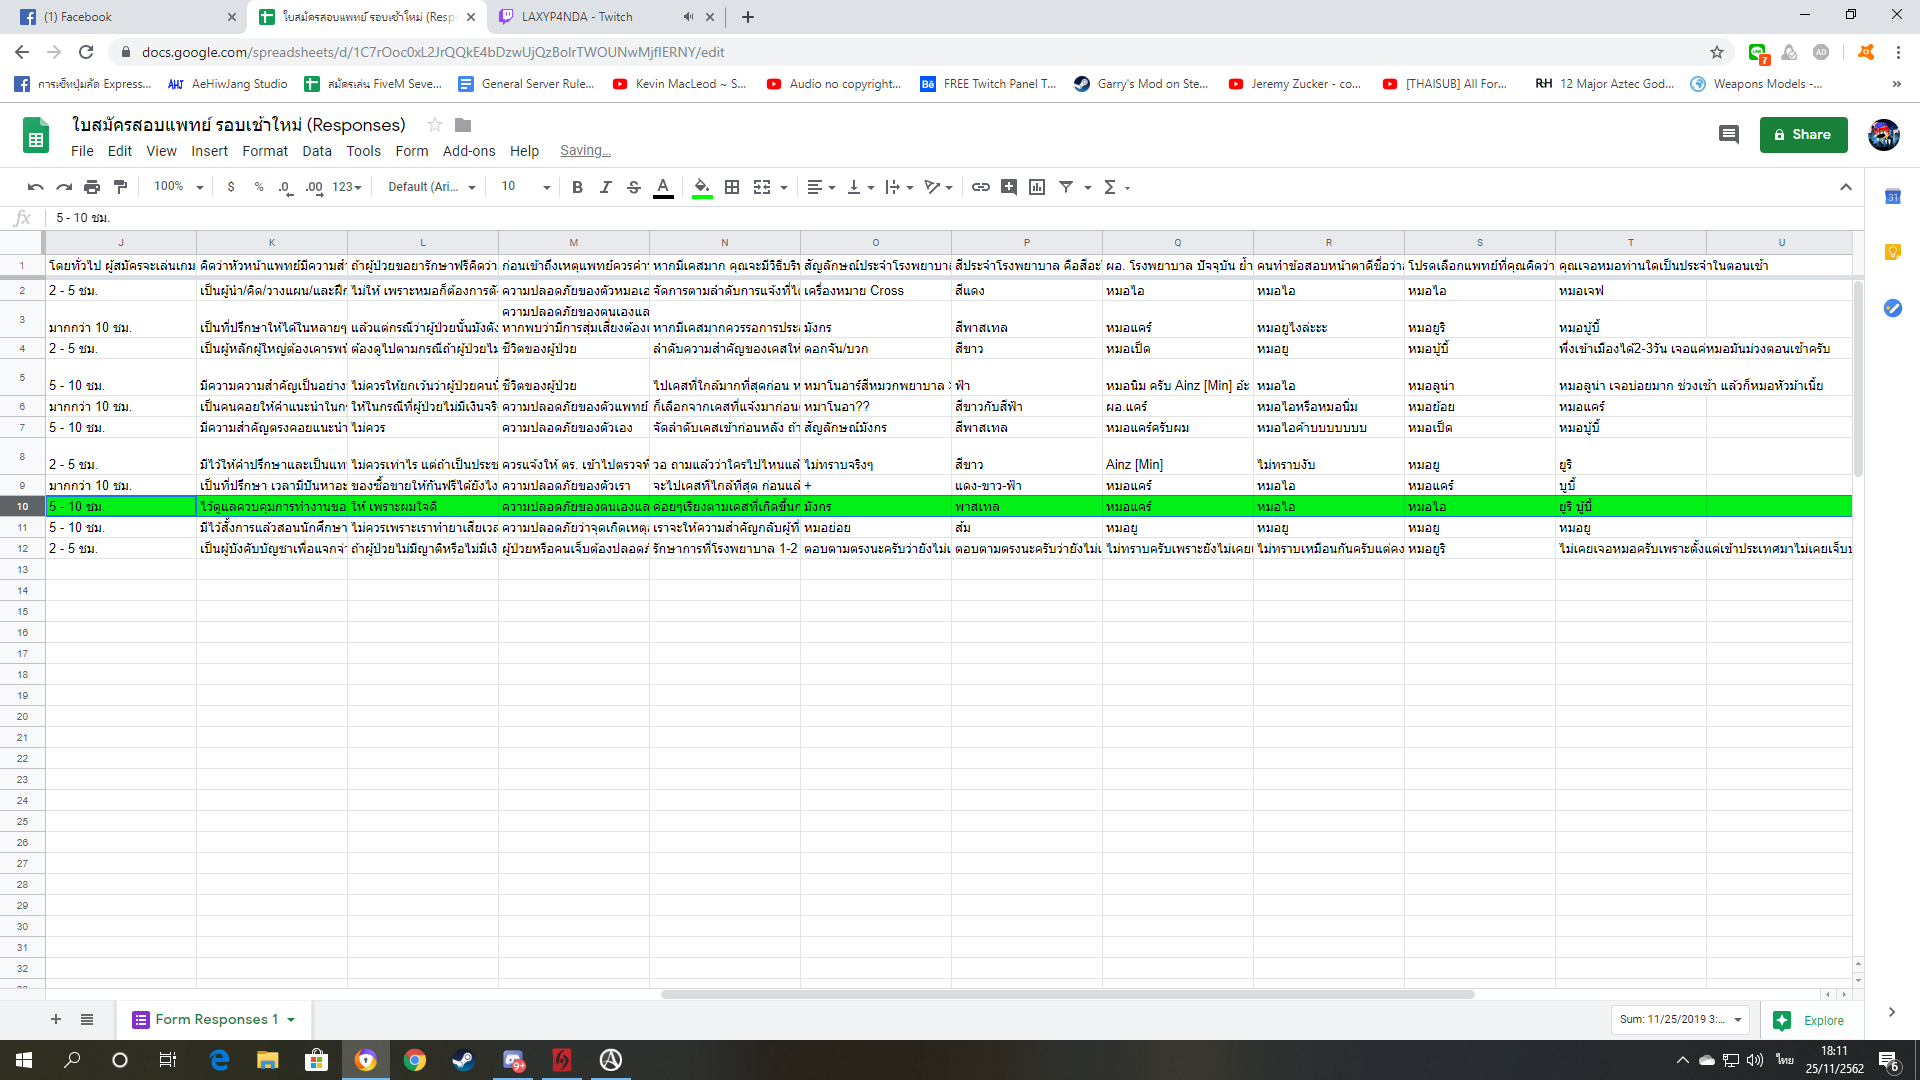 (1) Facebook
ใบสมัครสอบแพทย์ รอบเช้าใหม่ (Resp
LAXYP4NDA - Twitch
docs.google.com/spreadsheets/d/1C7rOoc0xL2JrQQkE4bDzwUjQzBoIrTWOUNwMjfIERNY/edit
7
การเซ็ทปุ่มลัด Express...
AeHiwJang Studio
สมัครเล่น FiveM Seve...
General Server Rule...
Kevin MacLeod ~ S...
Audio no copyright...
FREE Twitch Panel T...
Garry's Mod on Ste...
Jeremy Zucker - co...
[THAISUB] All For...
12 Major Aztec God...
Weapons Models -...
ใบสมัครสอบแพทย์ รอบเช้าใหม่ (Responses)
Share
File Edit View Insert Format Data Tools Form Add-ons Help Saving...
100% $ % .0 .00 123 Default (Ari... 10 B I S A
fx 5 - 10 ชม.
J K L M N O P Q R S T U
1 โดยทั่วไป ผู้สมัครจะเล่นเกม คิดว่าหัวหน้าแพทย์มีความสำ ถ้าผู้ป่วยขอยารักษาฟรีคิดว่า ก่อนเข้าถึงเหตุแพทย์ควรคำ หากมีเคสมาก คุณจะมีวิธีบริ สัญลักษณ์ประจำโรงพยาบาล สีประจำโรงพยาบาล คือสีอะ ผอ. โรงพยาบาล ปัจจุบัน ย้ำ คนทำข้อสอบหน้าตาดีชื่อว่าอ โปรดเลือกแพทย์ที่คุณคิดว่า คุณเจอหมอท่านใดเป็นประจำในตอนเช้า
2 2 - 5 ชม. เป็นผู้นำ/คิด/วางแผน/และฝึก ไม่ให้ เพราะหมอก็ต้องการตัง ความปลอดภัยของตัวหมอเอ จัดการตามลำดับการแจ้งที่ได เครื่องหมาย Cross สีแดง หมอไอ หมอไอ หมอไอ หมอเจฟ
ความปลอดภัยของตนเองแล
3 มากกว่า 10 ชม. เป็นที่ปรึกษาให้ได้ในหลายๆ แล้วแต่กรณีว่าผู้ป่วยนั้นมังตัง หากพบว่ามีการสุ่มเสี่ยงต้อง หากมีเคสมากควรรอการประ มังกร สีพาสเทล หมอแคร์ หมอยูไงล่ะะะ หมอยูริ หมอบู้บี้
4 2 - 5 ชม. เป็นผู้หลักผู้ใหญ่ต้องเคารพน ต้องดูไปตามกรณีถ้าผู้ป่วยไม ชีวิตของผู้ป่วย ลำดับความสำคัญของเคสให้ ดอกจัน/บวก สีขาว หมอเป็ด หมอยู หมอบู้บี้ พึ่งเข้าเมืองได้2-3วัน เจอแค่หมอมันม่วงตอนเช้าครับ
5 5 - 10 ชม. มีความความสำคัญเป็นอย่าง ไม่ควรให้ยกเว้นว่าผู้ป่วยคนนั้ ชีวิตของผู้ป่วย ไปเคสที่ใกล้มากที่สุดก่อน ห หมาโนอาร์สีหมวกพยาบาล > ฟ้า หมอนิม ครับ Ainz [Min] อ๋ะ หมอไอ หมอลูน่า หมอลูน่า เจอบ่อยมาก ช่วงเช้า แล้วก็หมอหัวม้าเนี้ย
6 มากกว่า 10 ชม. เป็นคนคอยให้คำแนะนำในก ให้ในกรณีที่ผู้ป่วยไม่มีเงินจริ ความปลอดภัยของตัวแพทย์ ก็เลือกจากเคสที่แจ้งมาก่อน หมาโนอา?? สีขาวกับสีฟ้า ผอ.แคร์ หมอไอหรือหมอนิ่ม หมอย้อย หมอแคร์
7 5 - 10 ชม. มีความสำคัญตรงคอยแนะนำ ไม่ควร ความปลอดภัยของตัวเอง จัดลำดับเคสเข้าก่อนหลัง ถ้า สัญลักษณ์มังกร สีพาสเทล หมอแคร์ครับผม หมอไอค้าบบบบบบบ หมอเป็ด หมอบู้บี้
8 2 - 5 ชม. มีไว้ให้คำปรึกษาและเป็นแท ไม่ควรเท่าไร แต่ถ้าเป็นประช ควรแจ้งให้ ตร. เข้าไปตรวจที่ วอ ถามแล้วว่าใครไปไหนแล้ ไม่ทราบจริงๆ สีขาว Ainz [Min] ไม่ทราบงับ หมอยู ยูริ
9 มากกว่า 10 ชม. เป็นที่ปรึกษา เวลามีปันหาอะ ของซื้อขายให้กันฟรีได้ยังไง ความปลอดภัยของตัวเรา จะไปเคสที่ไกล้ที่สุด ก่อนแล้ + แดง-ขาว-ฟ้า หมอแคร์ หมอไอ หมอแคร์ บูบี้
10 5 - 10 ชม. ไว้ดูแลควบคุมการทำงานขอ ให้ เพราะผมใจดี ความปลอดภัยของตนเองแล ค่อยๆเรียงตามเคสที่เกิดขึ้นก มังกร พาสเทล หมอแคร์ หมอไอ หมอไอ ยูริ บู้บี้
11 5 - 10 ชม. มีไว้สั่งการแล้วสอนนักศึกษา ไม่ควรเพราะเราทำยาเสียเวล ความปลอดภัยว่าจุดเกิดเหตุ เราจะให้ความสำคัญกลับผู้ที่ หมอย่อย ส้ม หมอยู หมอยู หมอยู หมอยู
12 2 - 5 ชม. เป็นผู้บังคับบัญชาเพื่อแจกจ่า ถ้าผู้ป่วยไม่มีญาติหรือไม่มีเงิ ผู้ป่วยหรือคนเจ็บต้องปลอดภั รักษาการที่โรงพยาบาล 1-2 ตอบตามตรงนะครับว่ายังไม่เ ตอบตามตรงนะครับว่ายังไม่เ ไม่ทราบครับเพราะยังไม่เคยเ ไม่ทราบเหมือนกันครับแต่คง หมอยูริ ไม่เคยเจอหมอครับเพราะตั้งแต่เข้าประเทศมาไม่เคยเจ็บป
13
14
15
16
17
18
19
20
21
22
23
24
25
26
27
28
29
30
31
32
Form Responses 1
Sum: 11/25/2019 3:...
Explore
9+
ไทย
18:11
25/11/2562
6